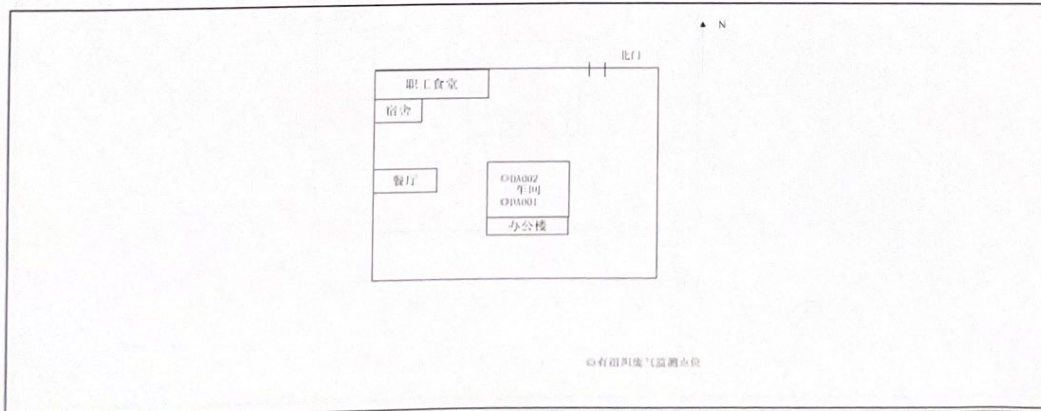 N
北门
职工食堂
宿舍
餐厅
◎DA002
车间
◎DA001
办公楼
◎有组织废气监测点位